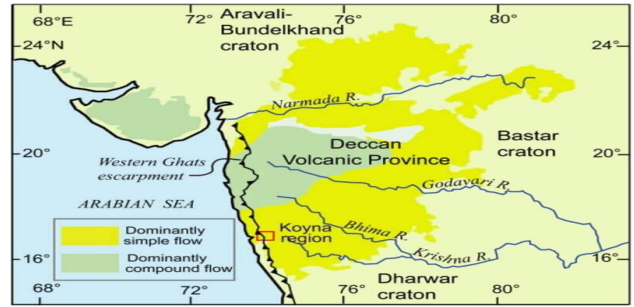 68°E
72°
76°
80°
Aravali-
Bundelkhand
craton
24°N
24°
Narmada R.
Deccan
Volcanic Province
Bastar
craton
20°
20°
Western Ghats
escarpment
Godavari R.
ARABIAN SEA
Dominantly
simple flow
Dominantly
compound flow
Koyna
region
Bhima R.
Krishna R.
16°
16°
Dharwar
craton
68°
72°
76°
80°